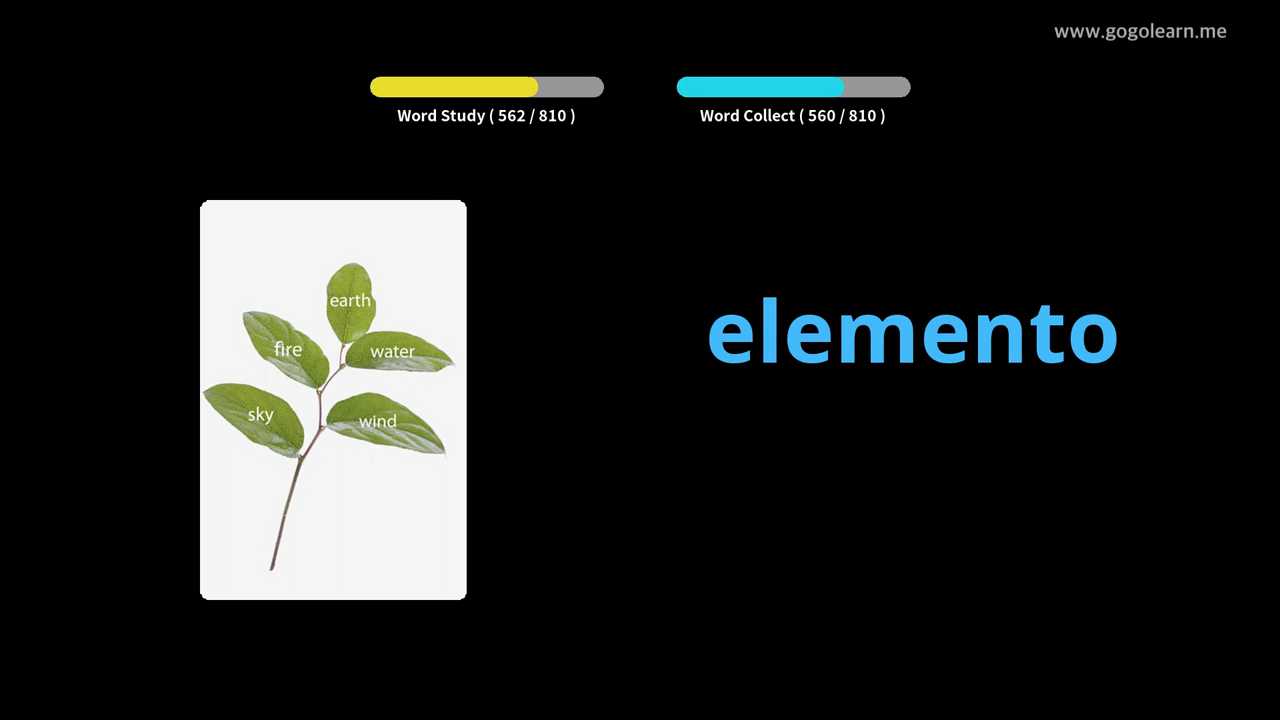 www.gogolearn.me
Word Study ( 562 / 810 )
Word Collect ( 560 / 810 )
earth
fire
water
sky
wind
elemento